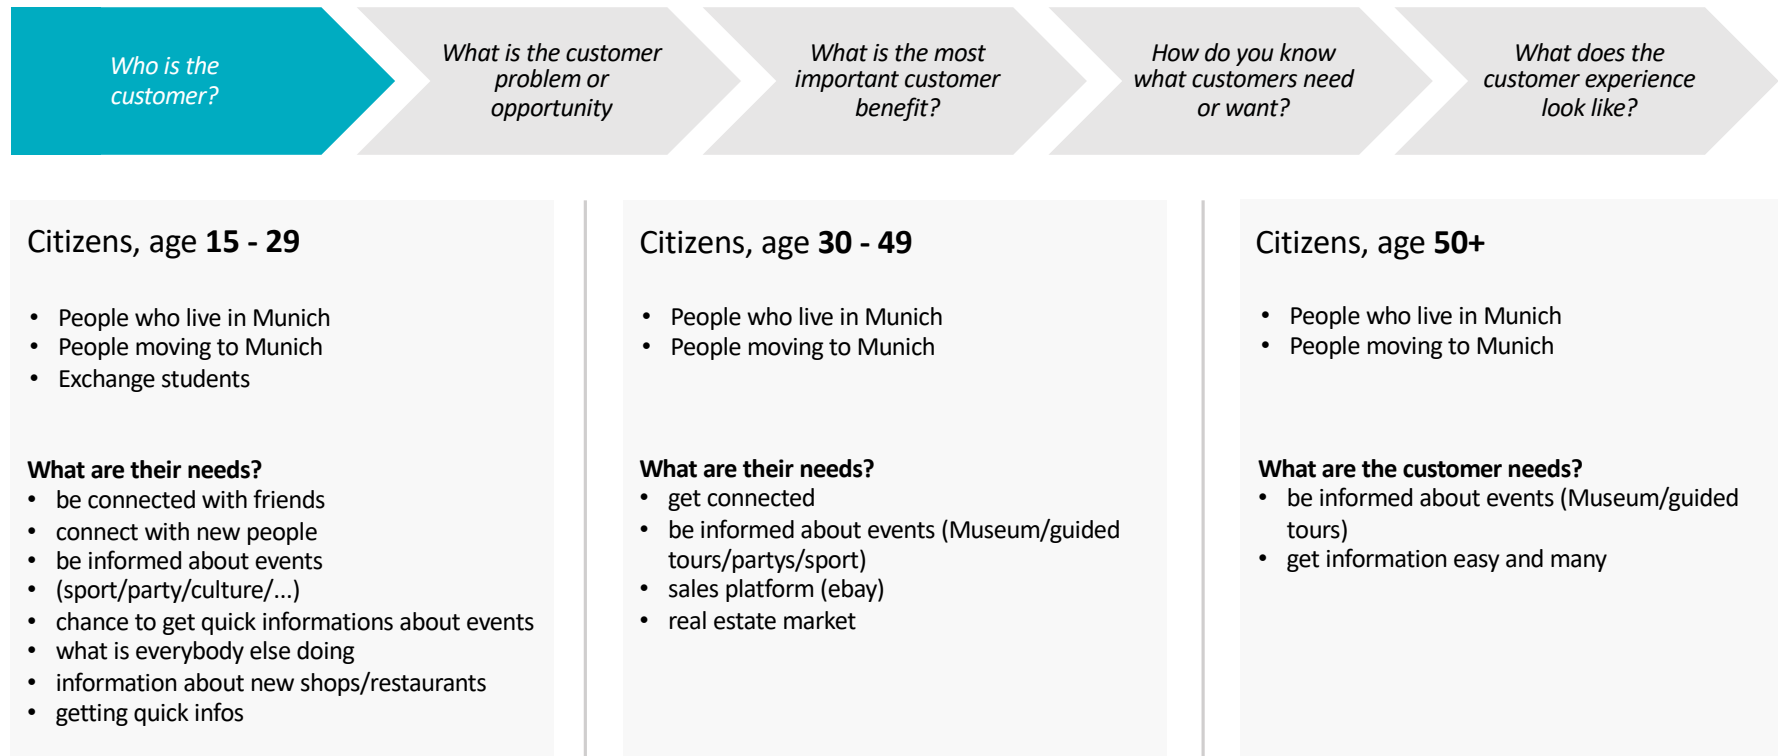 Who is the
customer?
What is the customer
problem or
opportunity
What is the most
important customer
benefit?
How do you know
what customers need
or want?
What does the
customer experience
look like?
Citizens, age 15 - 29
• People who live in Munich
• People moving to Munich
• Exchange students
What are their needs?
• be connected with friends
• connect with new people
• be informed about events
• (sport/party/culture/...)
• chance to get quick informations about events
• what is everybody else doing
• information about new shops/restaurants
• getting quick infos
Citizens, age 30 - 49
• People who live in Munich
• People moving to Munich
What are their needs?
• get connected
• be informed about events (Museum/guided
tours/partys/sport)
• sales platform (ebay)
• real estate market
Citizens, age 50+
• People who live in Munich
• People moving to Munich
What are the customer needs?
• be informed about events (Museum/guided
tours)
• get information easy and many